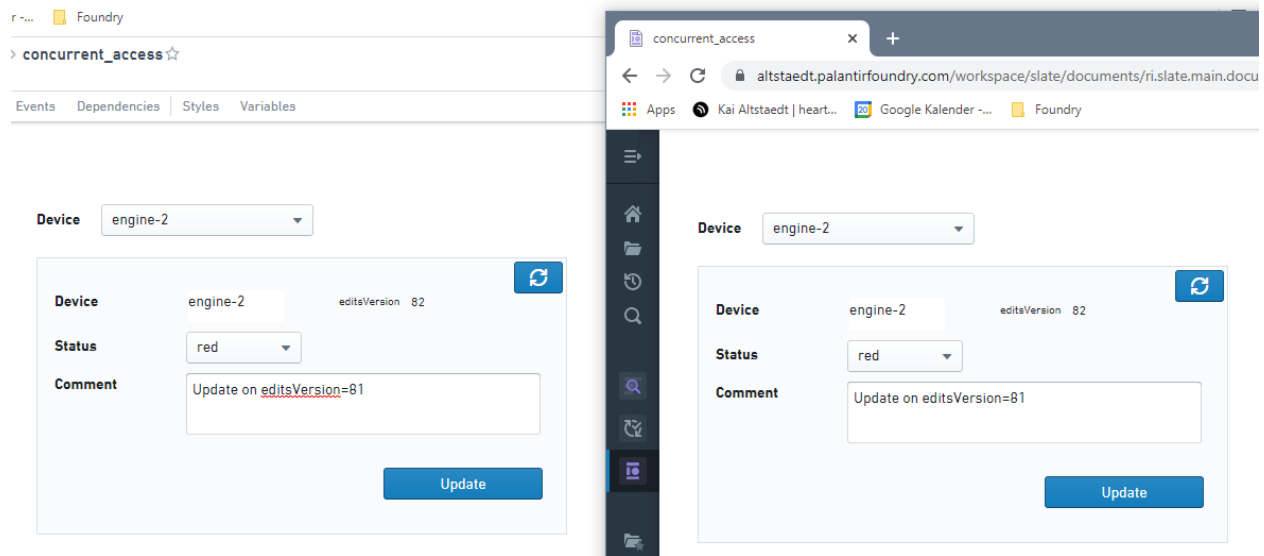 r -... Foundry
concurrent_access
Events Dependencies Styles Variables
Device engine-2
Device engine-2 editsVersion 82
Status red
Comment Update on editsVersion=81
Update
concurrent_access
altstaedt.palantirfoundry.com/workspace/slate/documents/ri.slate.main.docu
Apps Kai Altstaedt | heart... 20 Google Kalender -... Foundry
Device engine-2
Device engine-2 editsVersion 82
Status red
Comment Update on editsVersion=81
Update